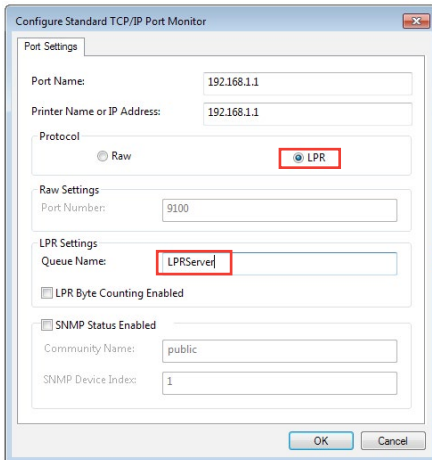 Configure Standard TCP/IP Port Monitor
Port Settings
Port Name: 192.168.1.1
Printer Name or IP Address: 192.168.1.1
Protocol
Raw LPR
Raw Settings
Port Number: 9100
LPR Settings
Queue Name: LPRServer
LPR Byte Counting Enabled
SNMP Status Enabled
Community Name: public
SNMP Device Index: 1
OK Cancel